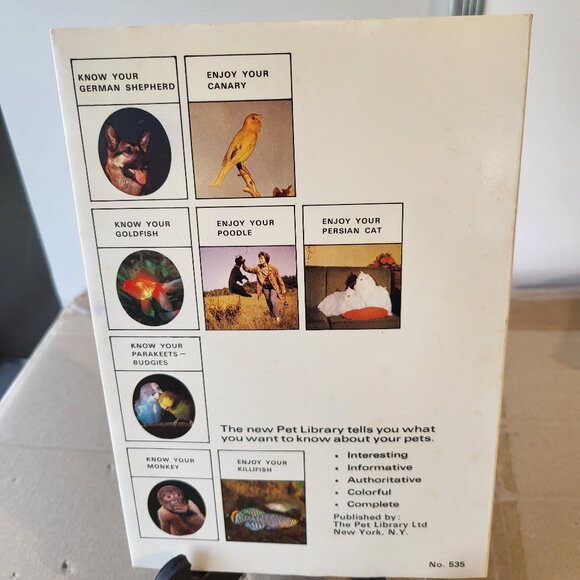 KNOW YOUR
GERMAN SHEPHERD
ENJOY YOUR
CANARY
KNOW YOUR
GOLDFISH
ENJOY YOUR
POODLE
ENJOY YOUR
PERSIAN CAT
KNOW YOUR
PARAKEETS –
BUDGIES
The new Pet Library tells you what
you want to know about your pets.
KNOW YOUR
MONKEY
ENJOY YOUR
KILLIFISH
• Interesting
• Informative
• Authoritative
• Colorful
• Complete
Published by:
The Pet Library Ltd
New York, N.Y.
No. 535